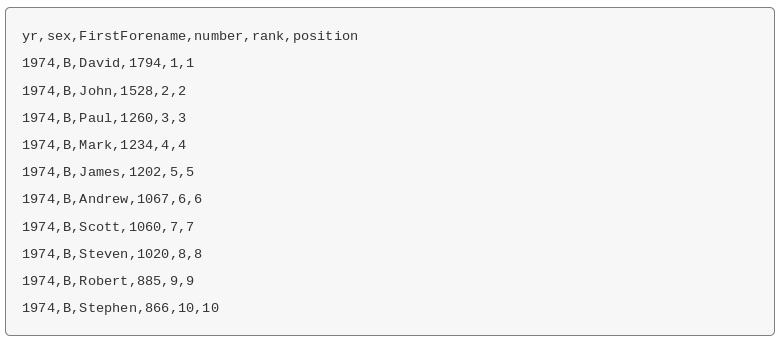 yr,sex,FirstForename,number,rank,position
1974,B,David,1794,1,1
1974,B,John,1528,2,2
1974,B,Paul,1260,3,3
1974,B,Mark,1234,4,4
1974,B,James,1202,5,5
1974,B,Andrew,1067,6,6
1974,B,Scott,1060,7,7
1974,B,Steven,1020,8,8
1974,B,Robert,885,9,9
1974,B,Stephen,866,10,10